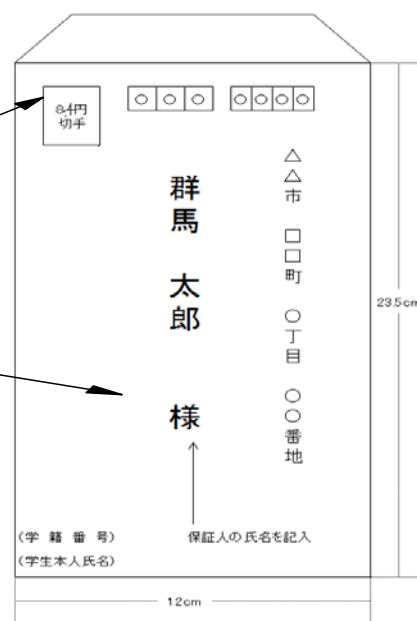 84円
切手
○○○ ○○○○
△△市 □□町 ○丁目 ○○番地
群馬 太郎 様
23.5cm
保証人の氏名を記入
(学 籍 番 号)
(学生本人氏名)
12cm